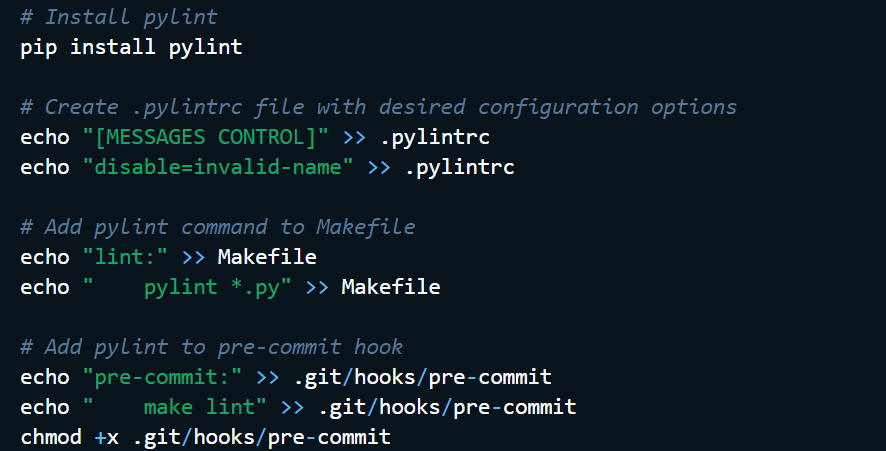 # Install pylint
pip install pylint
# Create .pylintrc file with desired configuration options
echo "[MESSAGES CONTROL]" >> .pylintrc
echo "disable=invalid-name" >> .pylintrc
# Add pylint command to Makefile
echo "lint:" >> Makefile
echo "    pylint *.py" >> Makefile
# Add pylint to pre-commit hook
echo "pre-commit:" >> .git/hooks/pre-commit
echo "    make lint" >> .git/hooks/pre-commit
chmod +x .git/hooks/pre-commit